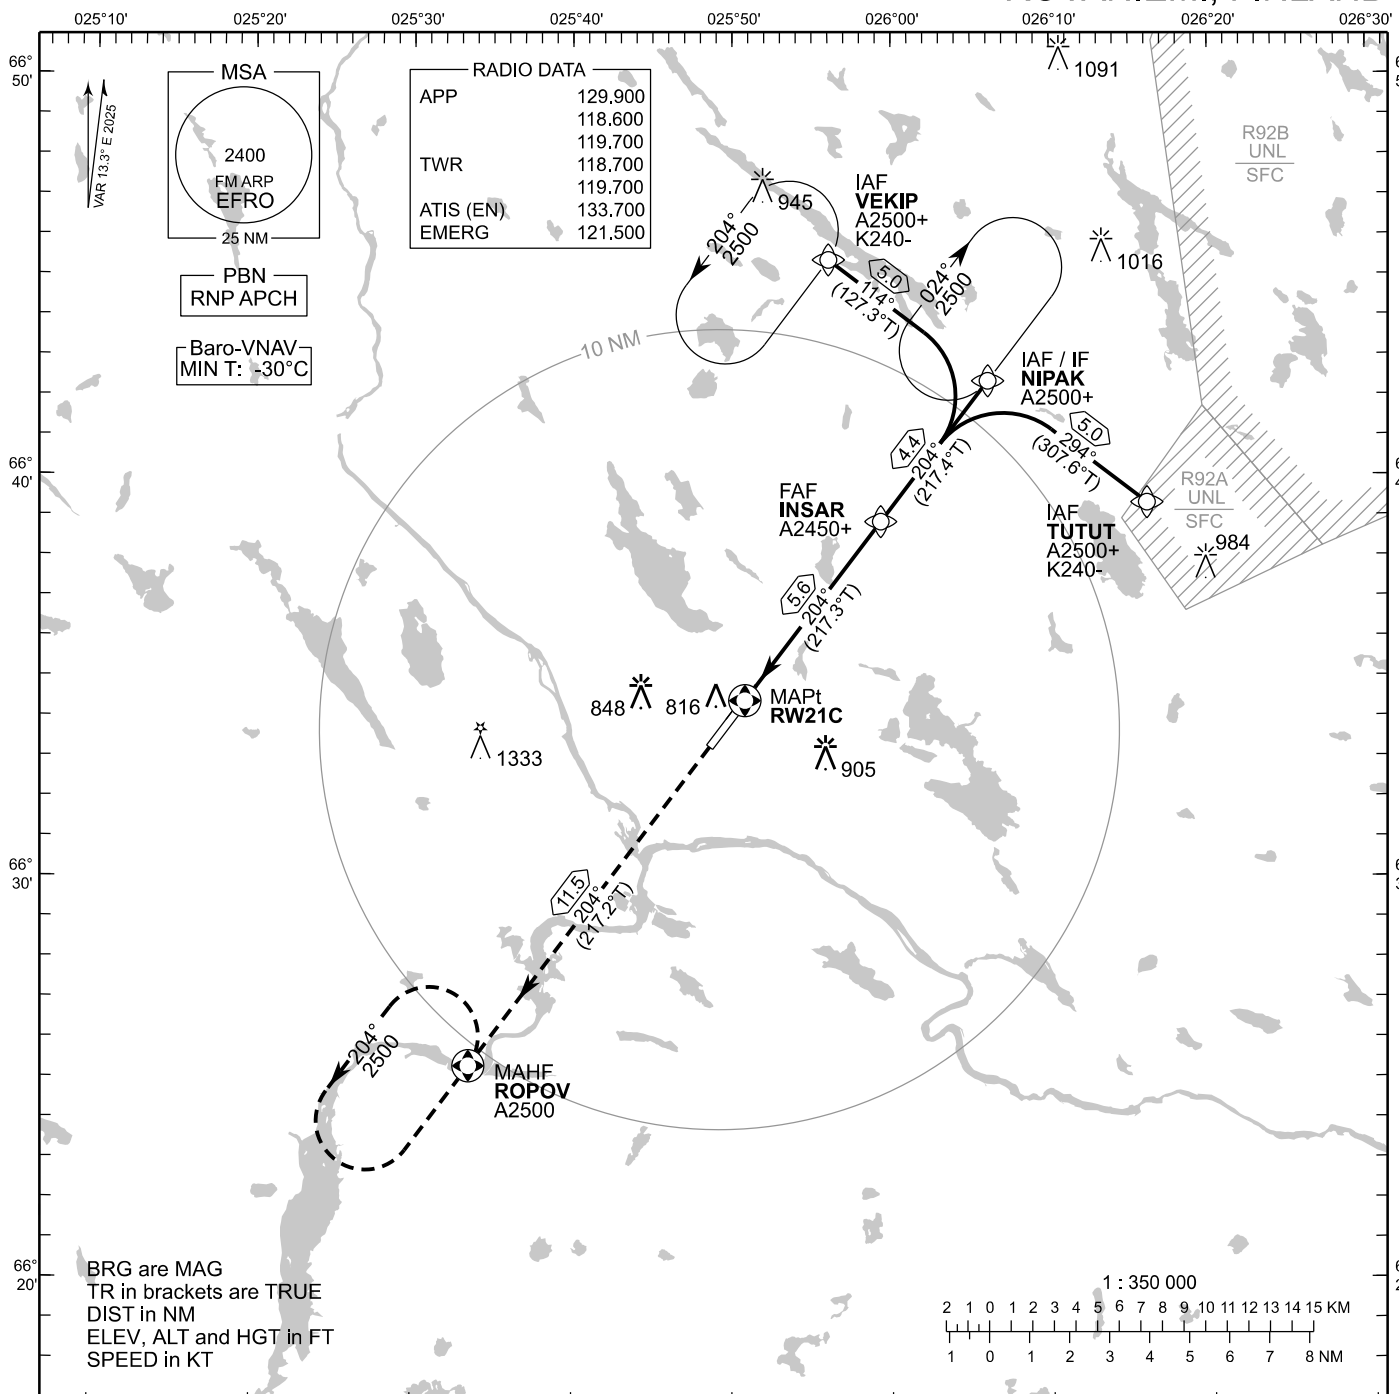 025°10'
025°20'
025°30'
025°40'
025°50'
026°00'
026°10'
026°20'
026°30'
66°
50'
VAR 13.3° E 2025
MSA
2400
FM ARP
EFRO
25 NM
PBN
RNP APCH
Baro-VNAV
MIN T: -30°C
RADIO DATA
APP 129.900
118.600
119.700
TWR 118.700
119.700
ATIS (EN) 133.700
EMERG 121.500
1091
R92B
UNL
SFC
945
204°
2500
IAF
VEKIP
A2500+
K240-
1016
5.0
114°
(127.3°T)
024°
2500
10 NM
IAF / IF
NIPAK
A2500+
5.0
294°
(307.6°T)
4.4
204°
(217.4°T)
66°
40'
R92A
UNL
SFC
FAF
INSAR
A2450+
IAF
TUTUT
A2500+
K240-
984
5.6
204°
(217.3°T)
848
816
MAPt
RW21C
1333
905
66°
30'
11.5
204°
(217.2°T)
204°
2500
MAHF
ROPOV
A2500
66°
20'
BRG are MAG
TR in brackets are TRUE
DIST in NM
ELEV, ALT and HGT in FT
SPEED in KT
1 : 350 000
2 1 0 1 2 3 4 5 6 7 8 9 10 11 12 13 14 15 KM
1 0 1 2 3 4 5 6 7 8 NM